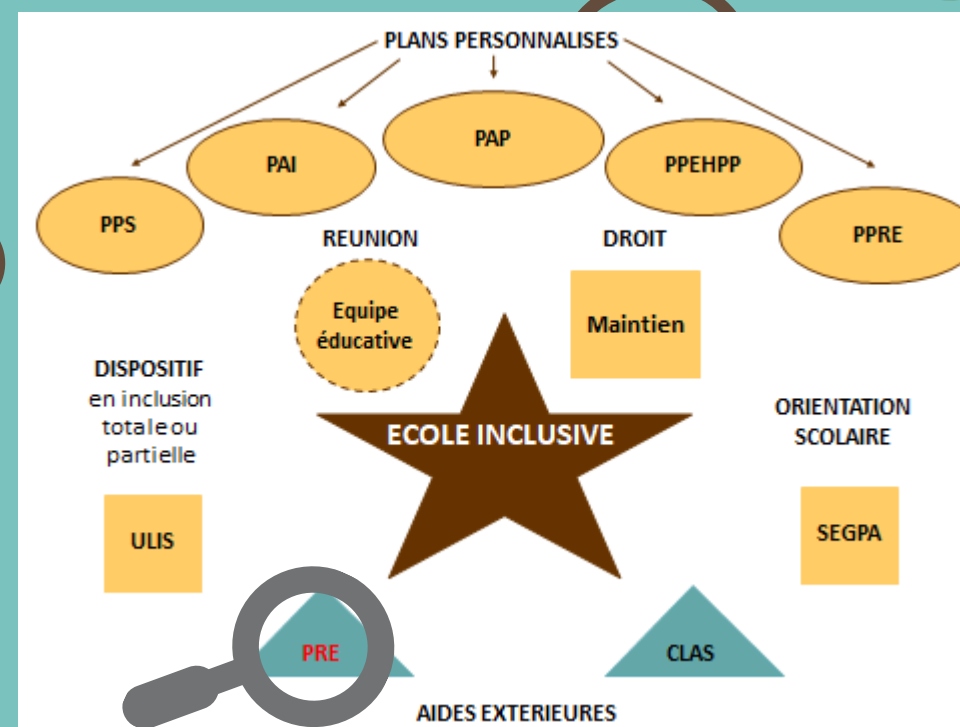 PLANS PERSONNALISES
PAP
PAI
PPEHPP
PPS
PPRE
REUNION
DROIT
Equipe
éducative
Maintien
DISPOSITIF
en inclusion
totale ou
partielle
ORIENTATION
SCOLAIRE
ECOLE INCLUSIVE
ULIS
SEGPA
PRE
CLAS
AIDES EXTERIEURES